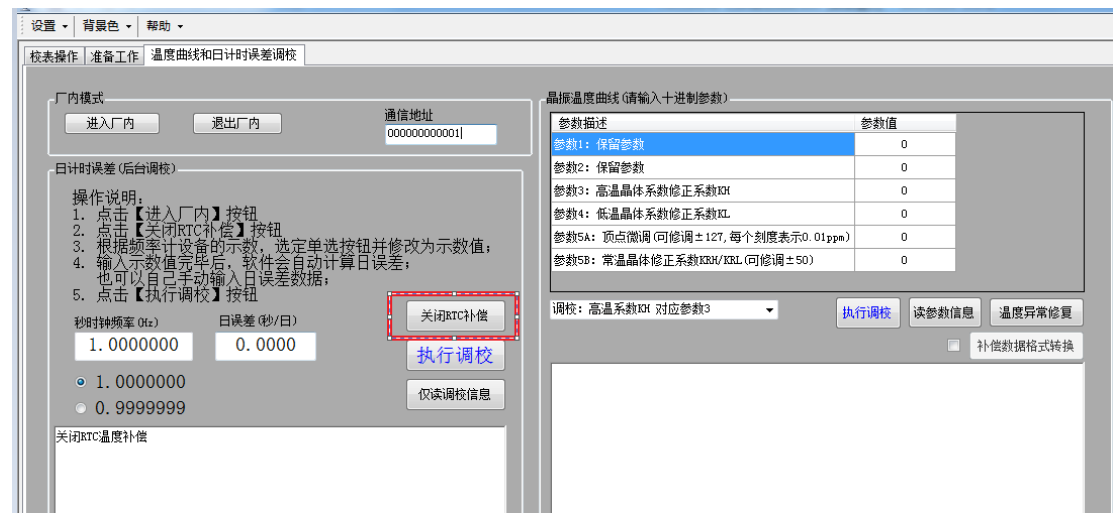 设置 背景色 帮助
校表操作 准备工作 温度曲线和日计时误差调校
厂内模式
进入厂内 退出厂内
通信地址
000000000001
日计时误差(后台调校)
操作说明:
1. 点击【进入厂内】按钮
2. 点击【关闭RTC补偿】按钮
3. 根据频率计设备的示数, 选定单选按钮并修改为示数值;
4. 输入示数值完毕后, 软件会自动计算日误差;
也可以自己手动输入日误差数据;
5. 点击【执行调校】按钮
秒时钟频率(Hz) 日误差(秒/日)
1.0000000 0.0000
关闭RTC补偿
执行调校
仅读调校信息
1.0000000
0.9999999
关闭RTC温度补偿
晶振温度曲线(请输入十进制参数)
参数描述 参数值
参数1: 保留参数 0
参数2: 保留参数 0
参数3: 高温晶体系数修正系数KH 0
参数4: 低温晶体系数修正系数KL 0
参数5A: 顶点微调(可修调±127,每个刻度表示0.01ppm) 0
参数5B: 常温晶体修正系数KRH/KRL(可修调±50) 0
调校: 高温系数KH 对应参数3 执行调校 读参数信息 温度异常修复
补偿数据格式转换